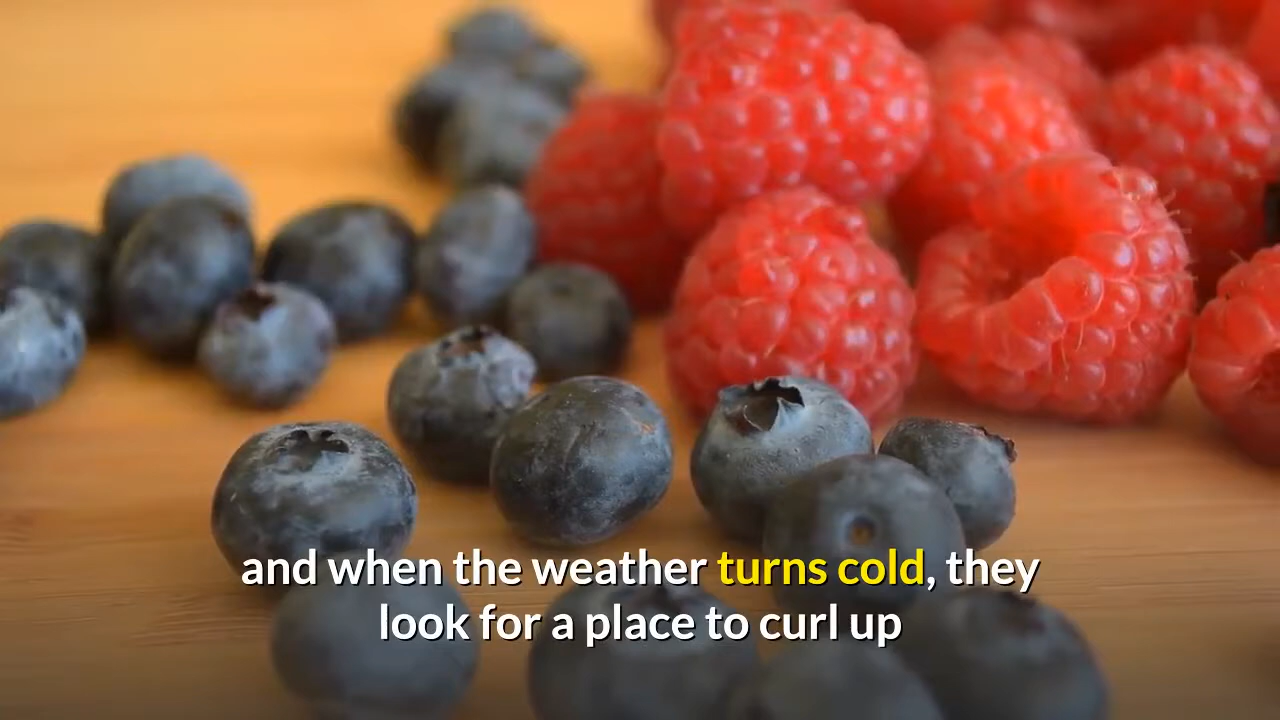 and when the weather turns cold, they
look for a place to curl up